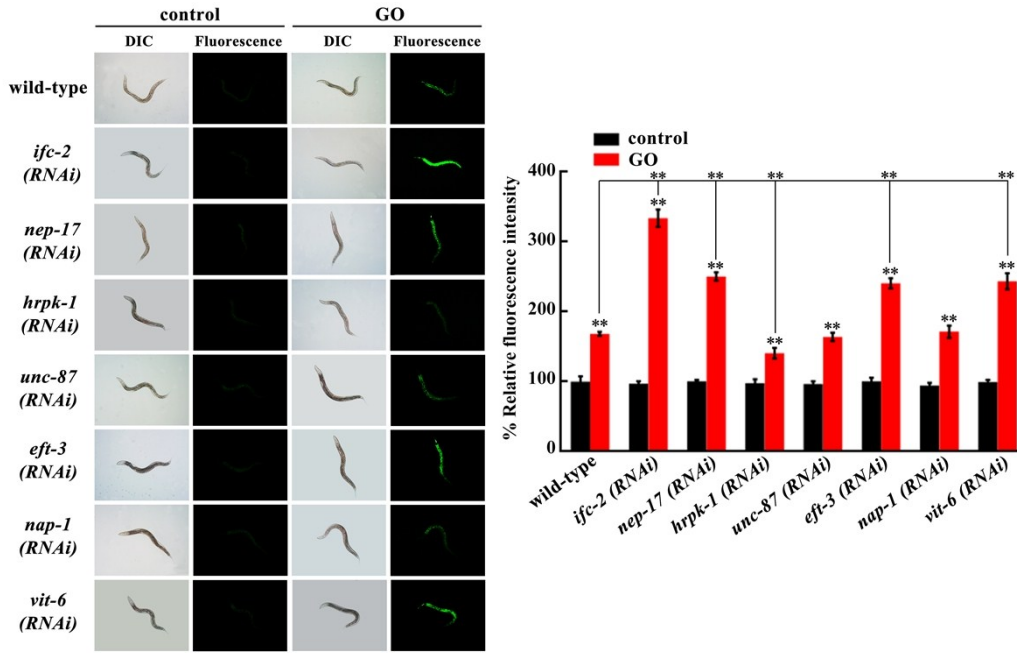 control GO
DIC Fluorescence DIC Fluorescence
wild-type
ifc-2
(RNAi)
nep-17
(RNAi)
hrpk-1
(RNAi)
unc-87
(RNAi)
eft-3
(RNAi)
nap-1
(RNAi)
vit-6
(RNAi)
control
GO
% Relative fluorescence intensity
400
300
200
100
0
** ** ** ** **
** ** ** ** ** ** ** **
wild-type
ifc-2 (RNAi)
nep-17 (RNAi)
hrpk-1 (RNAi)
unc-87 (RNAi)
eft-3 (RNAi)
nap-1 (RNAi)
vit-6 (RNAi)